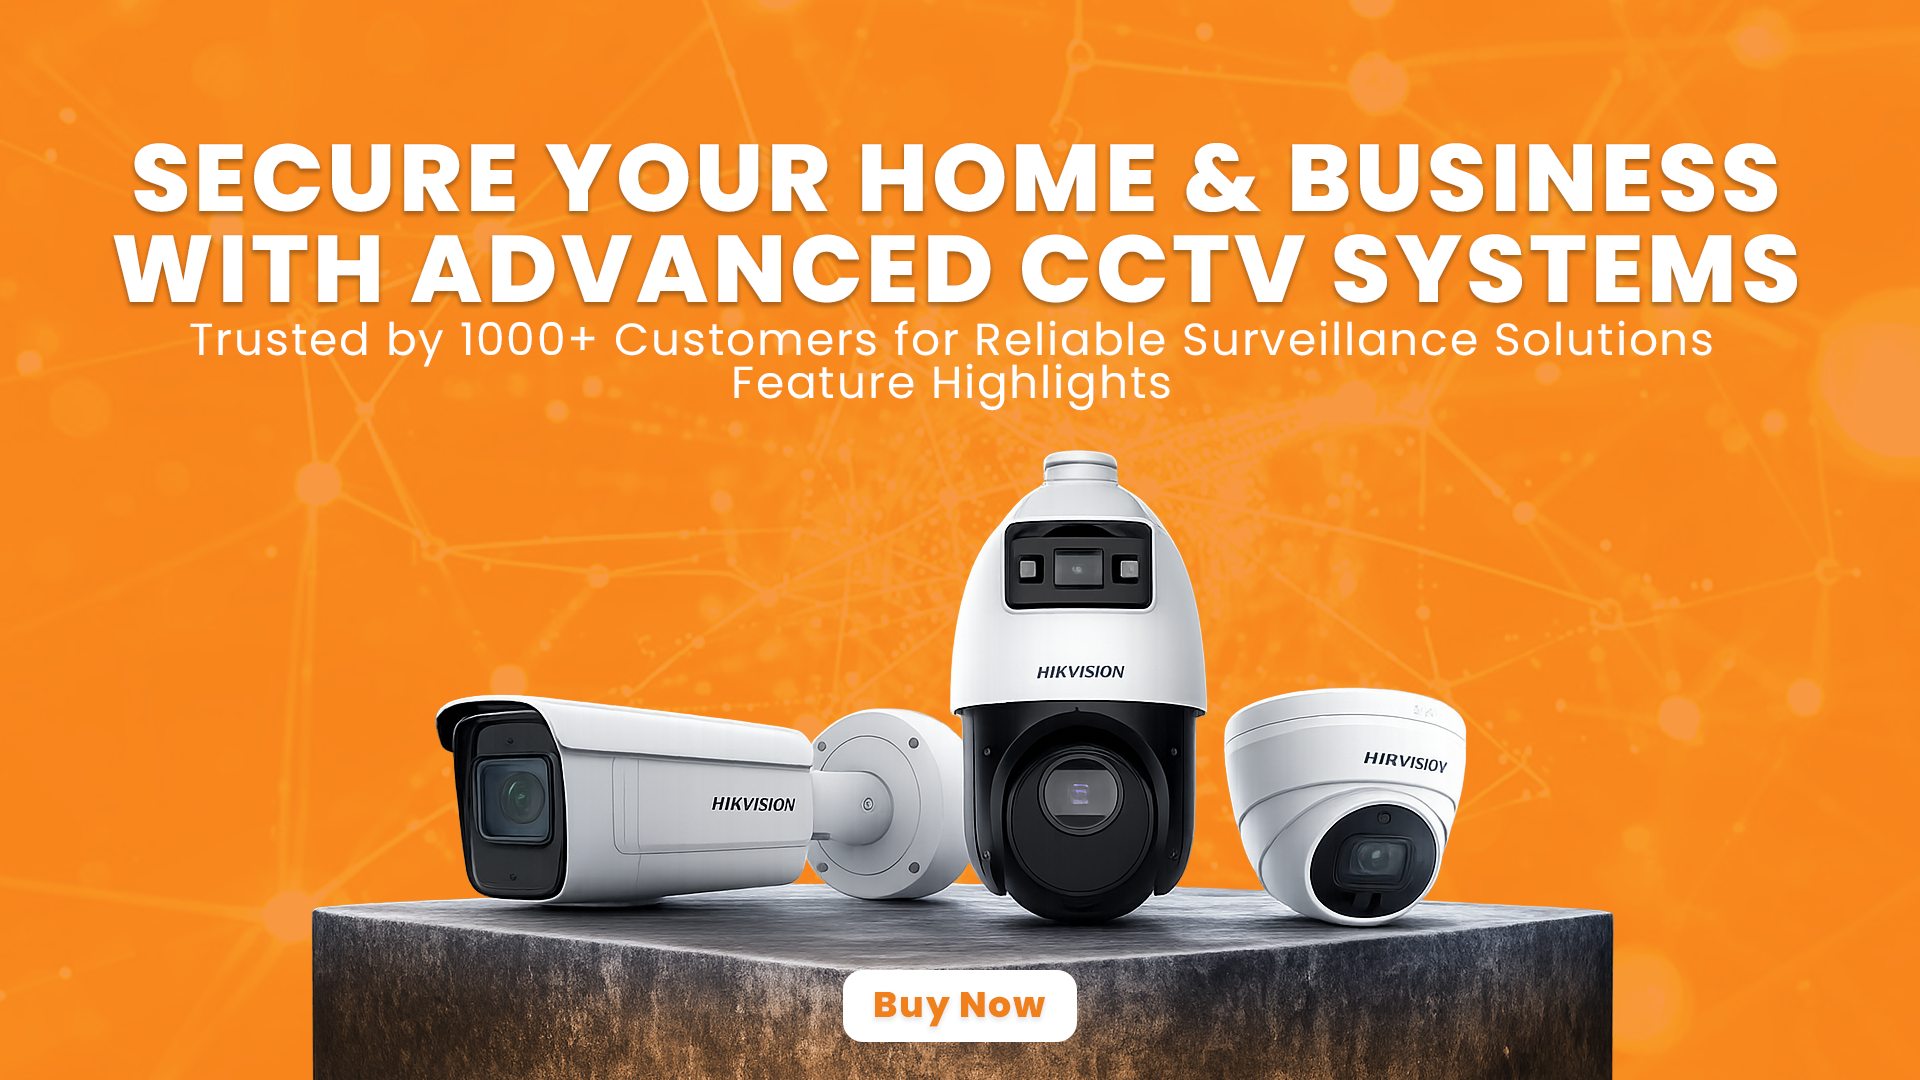 SECURE YOUR HOME & BUSINESS
WITH ADVANCED CCTV SYSTEMS
Trusted by 1000+ Customers for Reliable Surveillance Solutions
Feature Highlights
HIKVISION
HIKVISION
HIRVISIOY
Buy Now